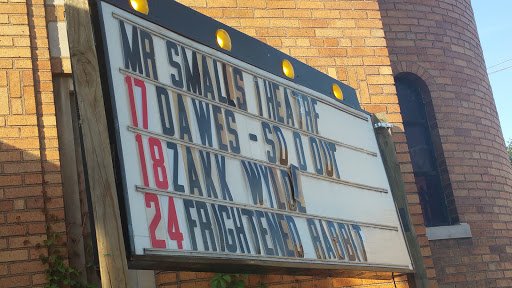 MR SMALLS THEATRE
17 DAWES - SOLD OUT
18 ZAKK WYLDE
24 FRIGHTENED RABBIT